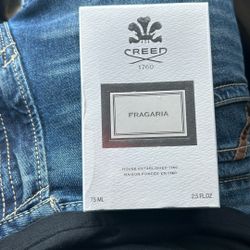 CREED
1760
FRAGARIA
HOUSE ESTABLISHED 1760
MAISON FONDÉE EN 1760
75 ML
2.5 FL.OZ